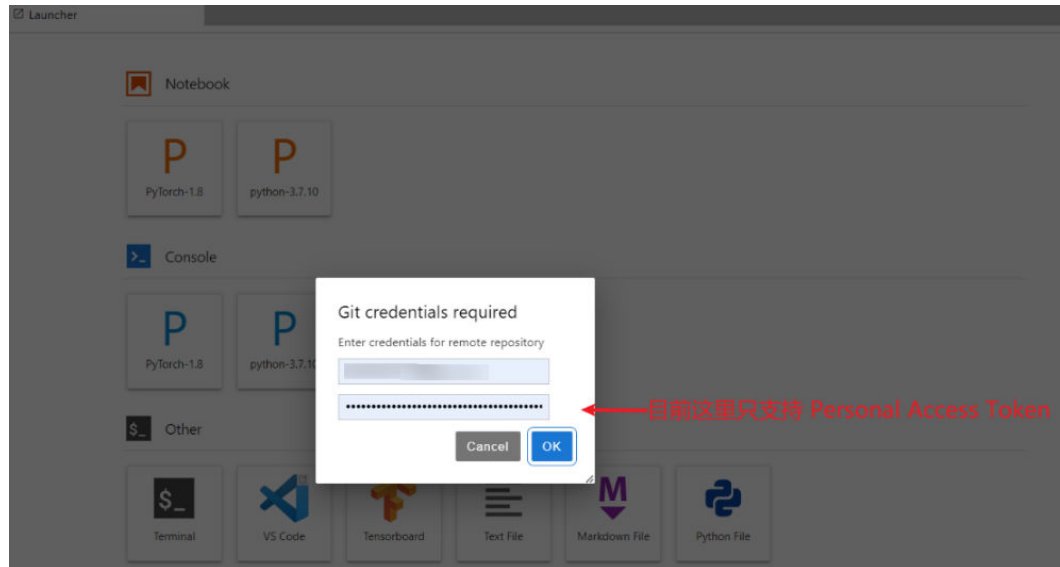 Launcher
Notebook
P
P
PyTorch-1.8
python-3.7.10
Console
P
P
PyTorch-1.8
python-3.7.10
Git credentials required
Enter credentials for remote repository
目前这里只支持 Personal Access Token
Cancel
OK
$_ Other
$_
M
Terminal
VS Code
Tensorboard
Text File
Markdown File
Python File